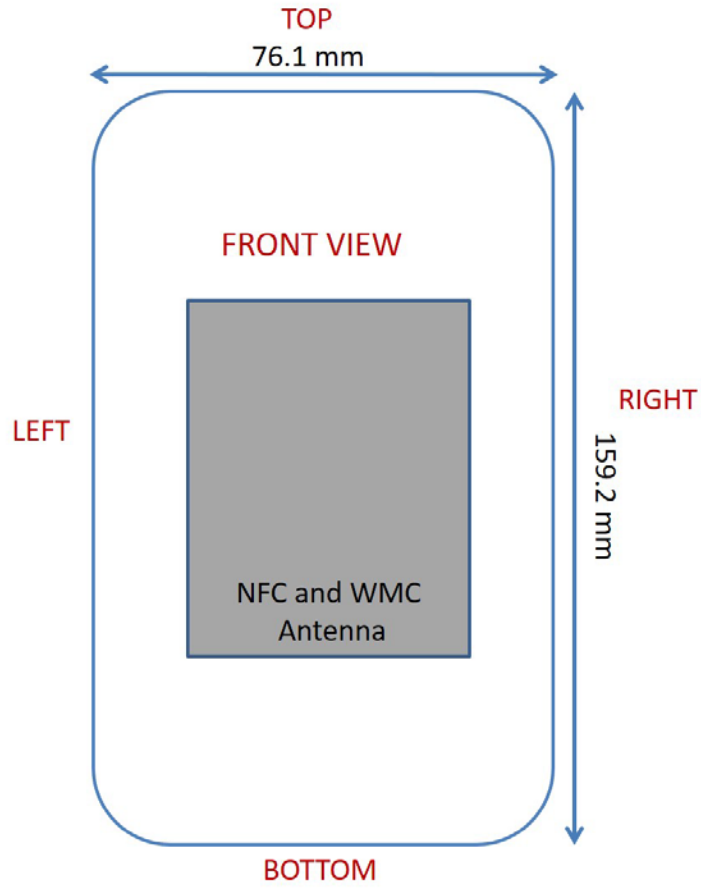 TOP
76.1 mm
FRONT VIEW
RIGHT
LEFT
159.2 mm
NFC and WMC
Antenna
BOTTOM